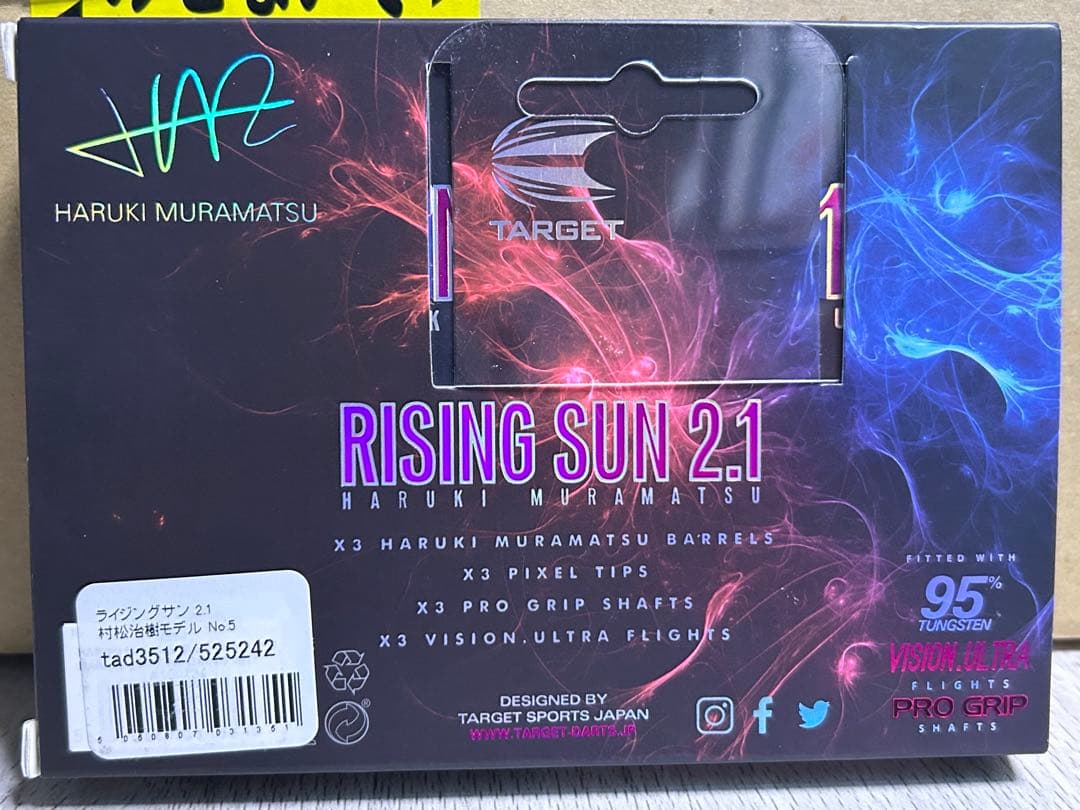 HARUKI MURAMATSU
TARGET
RISING SUN 2.1
HARUKI MURAMATSU
X3 HARUKI MURAMATSU BARRELS
X3 PIXEL TIPS
X3 PRO GRIP SHAFTS
X3 VISION.ULTRA FLIGHTS
FITTED WITH
95%
TUNGSTEN
VISION.ULTRA
FLIGHTS
PRO GRIP
SHAFTS
ライジングサン 2.1
村松治樹モデル No.5
tad3512/525242
DESIGNED BY
TARGET SPORTS JAPAN
WWW.TARGET-DARTS.JP